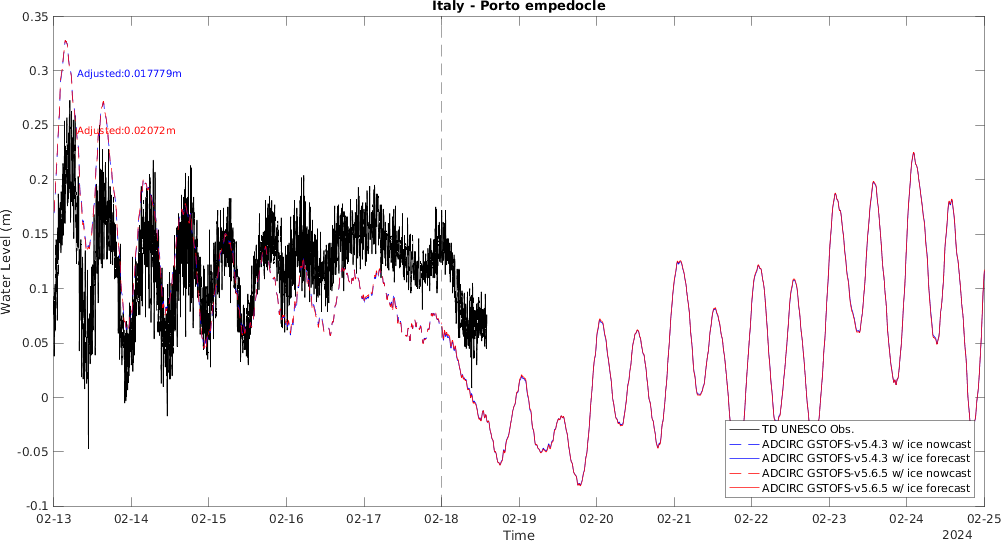 Italy - Porto empedocle
0.35
0.3
0.25
0.2
0.15
0.1
0.05
0
-0.05
-0.1
Water Level (m)
Adjusted:0.017779m
Adjusted:0.02072m
TD UNESCO Obs.
ADCIRC GSTOFS-v5.4.3 w/ ice nowcast
ADCIRC GSTOFS-v5.4.3 w/ ice forecast
ADCIRC GSTOFS-v5.6.5 w/ ice nowcast
ADCIRC GSTOFS-v5.6.5 w/ ice forecast
02-13 02-14 02-15 02-16 02-17 02-18 02-19 02-20 02-21 02-22 02-23 02-24 02-25
Time
2024